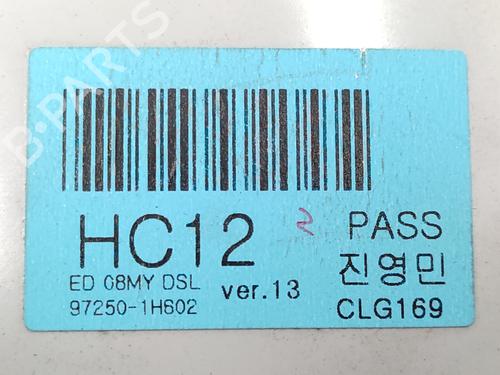 HC12
2
PASS
ED 08MY DSL
ver.13
진영민
97250-1H602
CLG169
B-PARTS